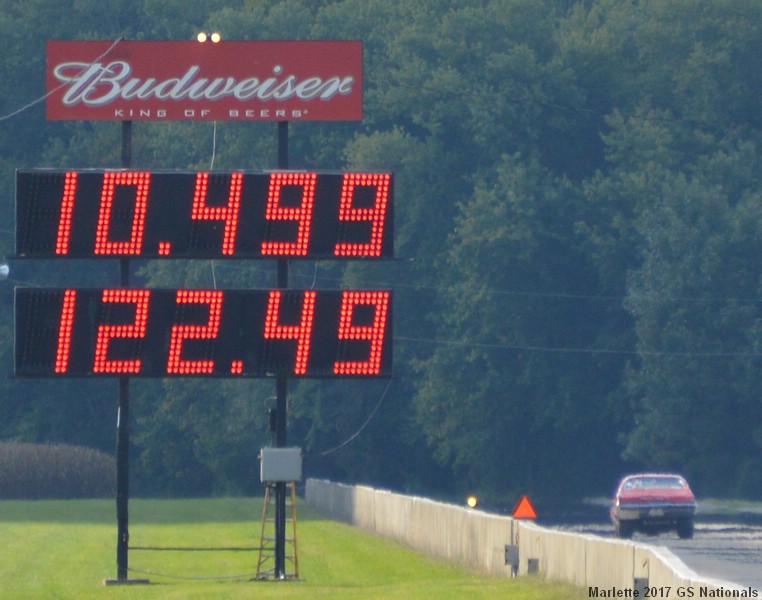 Budweiser
KING OF BEERS®
10.499
122.49
Marlette 2017 GS Nationals